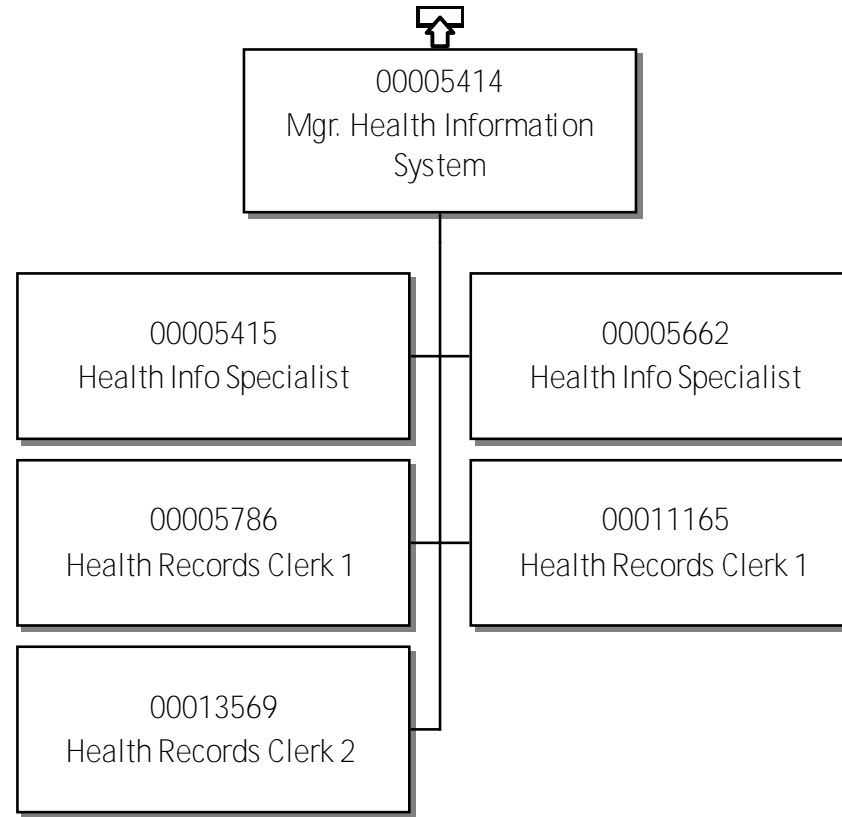 00005414
Mgr. Health Information
System
00005415
Health Info Specialist
00005662
Health Info Specialist
00005786
Health Records Clerk 1
00011165
Health Records Clerk 1
00013569
Health Records Clerk 2